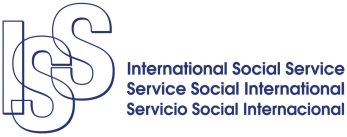 ISS
International Social Service
Service Social International
Servicio Social Internacional